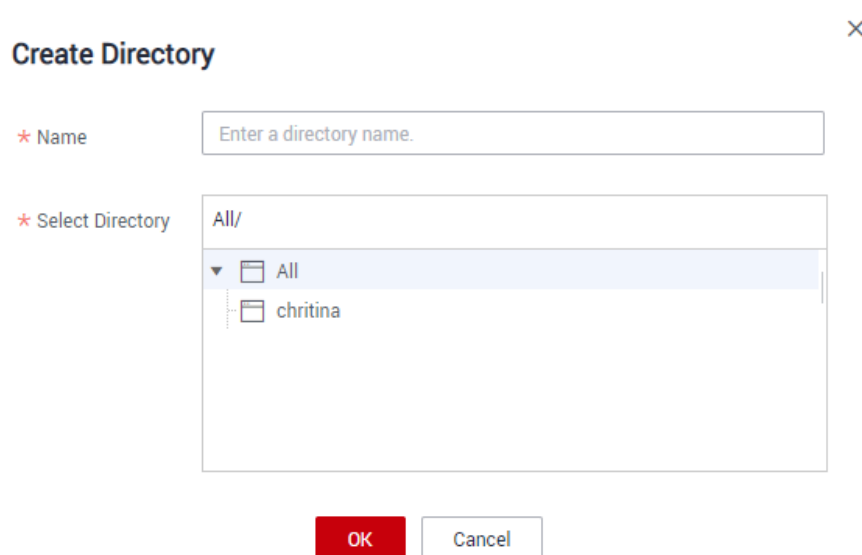 Create Directory
* Name
Enter a directory name.
* Select Directory
All/
All
chritina
OK
Cancel